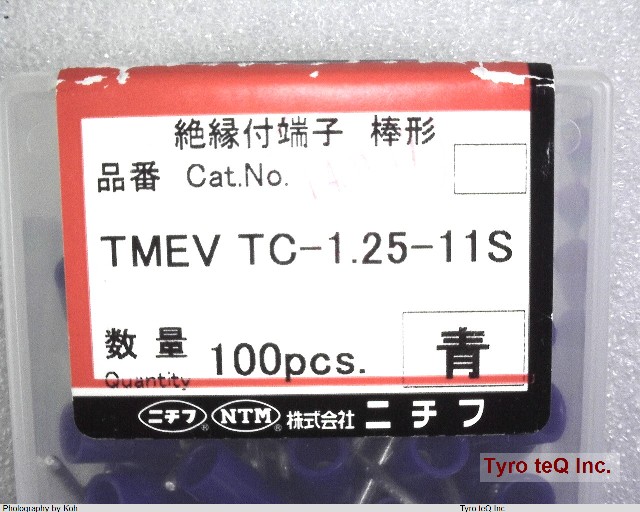 絶縁付端子 棒形
品番 Cat.No.
TMEV TC-1.25-11S
数量 100pcs. 青
Quantity
ニチフ® NTM® 株式会社 ニチフ
Tyro teQ Inc.
Photography by Koh Tyro teQ Inc